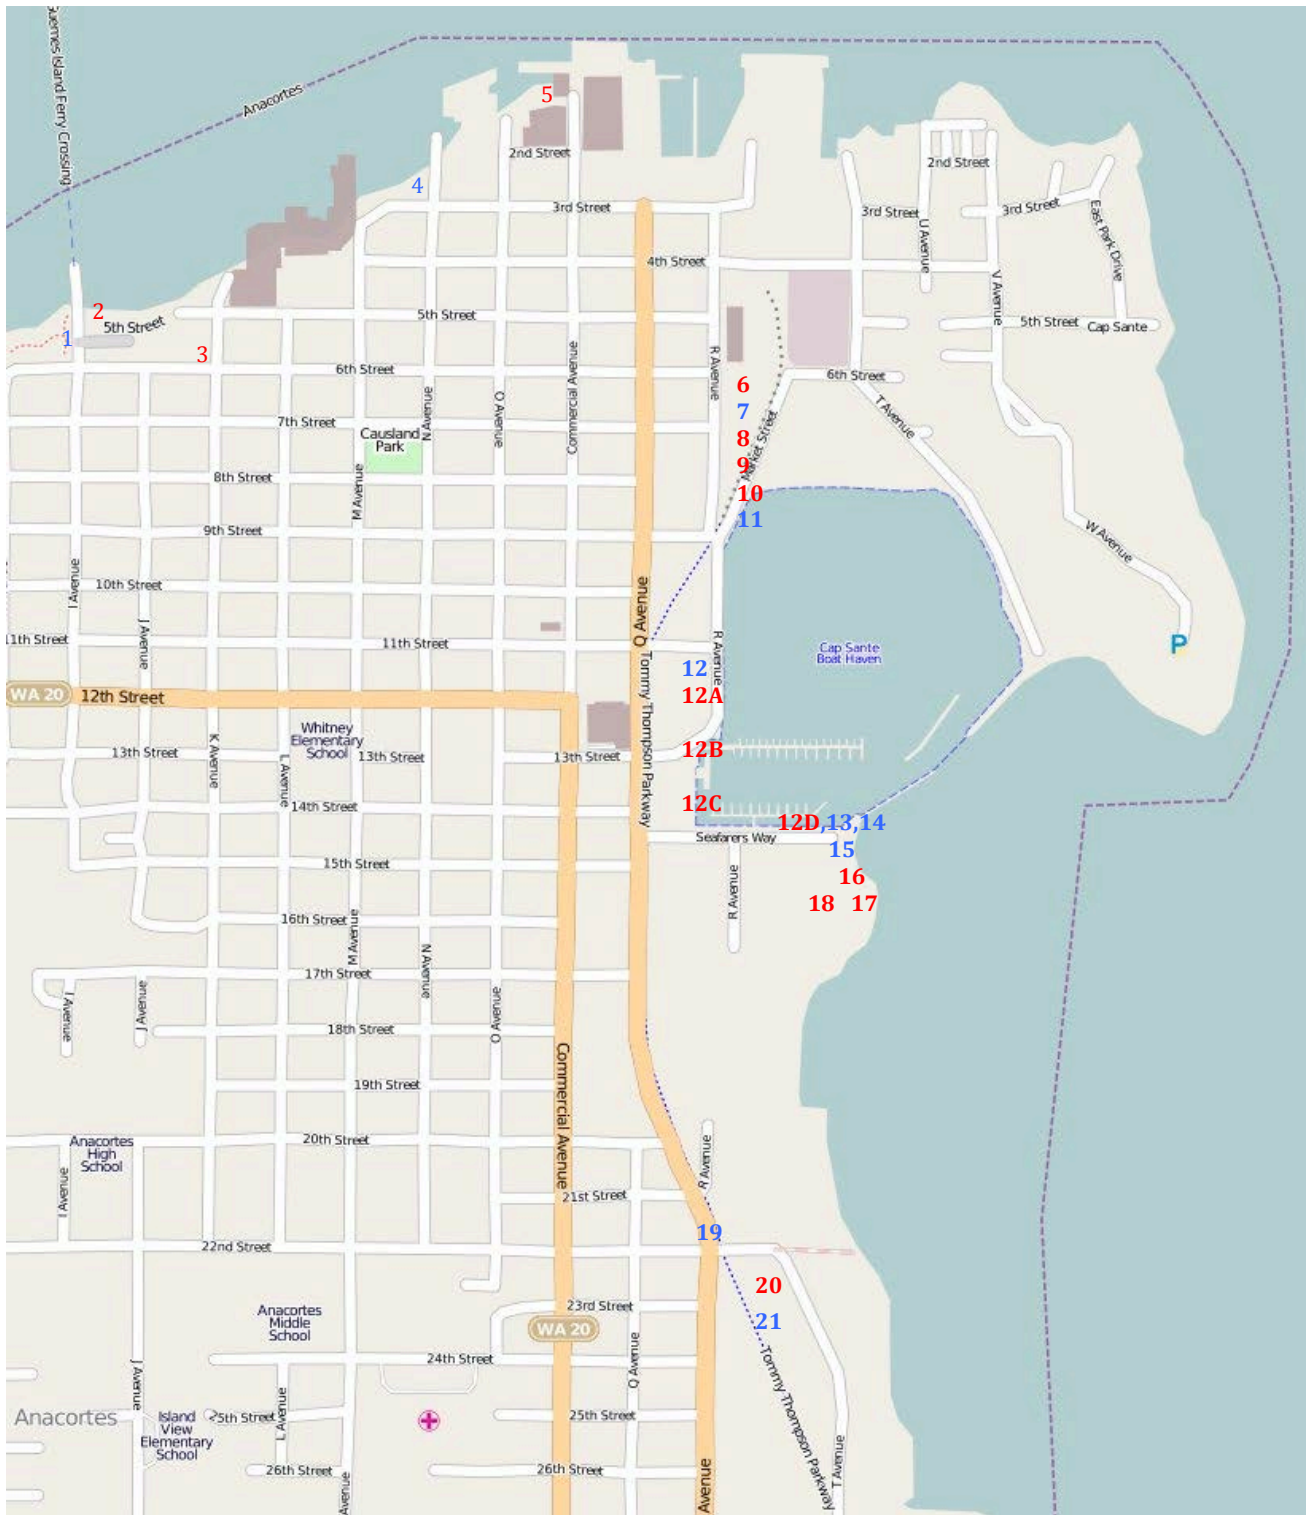 Guemes Island Ferry Crossing
Anacortes
5
2nd Street
2nd Street
4
3rd Street
3rd Street
3rd Street
U Avenue
East Park Drive
4th Street
V Avenue
2
5th Street
1
5th Street
5th Street
Cap Sante
3
6th Street
Commercial Avenue
R Avenue
6
6th Street
7
T Avenue
7th Street
Causland
Park
N Avenue
O Avenue
8
Market Street
9
8th Street
M Avenue
10
11
9th Street
W Avenue
10th Street
I Avenue
J Avenue
Q Avenue
11th Street
11th Street
R Avenue
Cap Sante
Boat Haven
P
12
12A
WA 20
12th Street
Tommy Thompson Parkway
Whitney
Elementary
School
13th Street
K Avenue
L Avenue
13th Street
13th Street
12B
14th Street
12C
12D,13,14
Seafarers Way
15
15th Street
16
18
17
R Avenue
16th Street
M Avenue
N Avenue
17th Street
I Avenue
J Avenue
O Avenue
18th Street
Commercial Avenue
19th Street
20th Street
Anacortes
High
School
I Avenue
R Avenue
21st Street
19
22nd Street
20
Anacortes
Middle
School
23rd Street
21
WA 20
24th Street
Q Avenue
J Avenue
Tommy Thompson Parkway
Anacortes
Island
View
Elementary
School
25th Street
L Avenue
25th Street
26th Street
26th Street
Avenue
Avenue
T Avenue